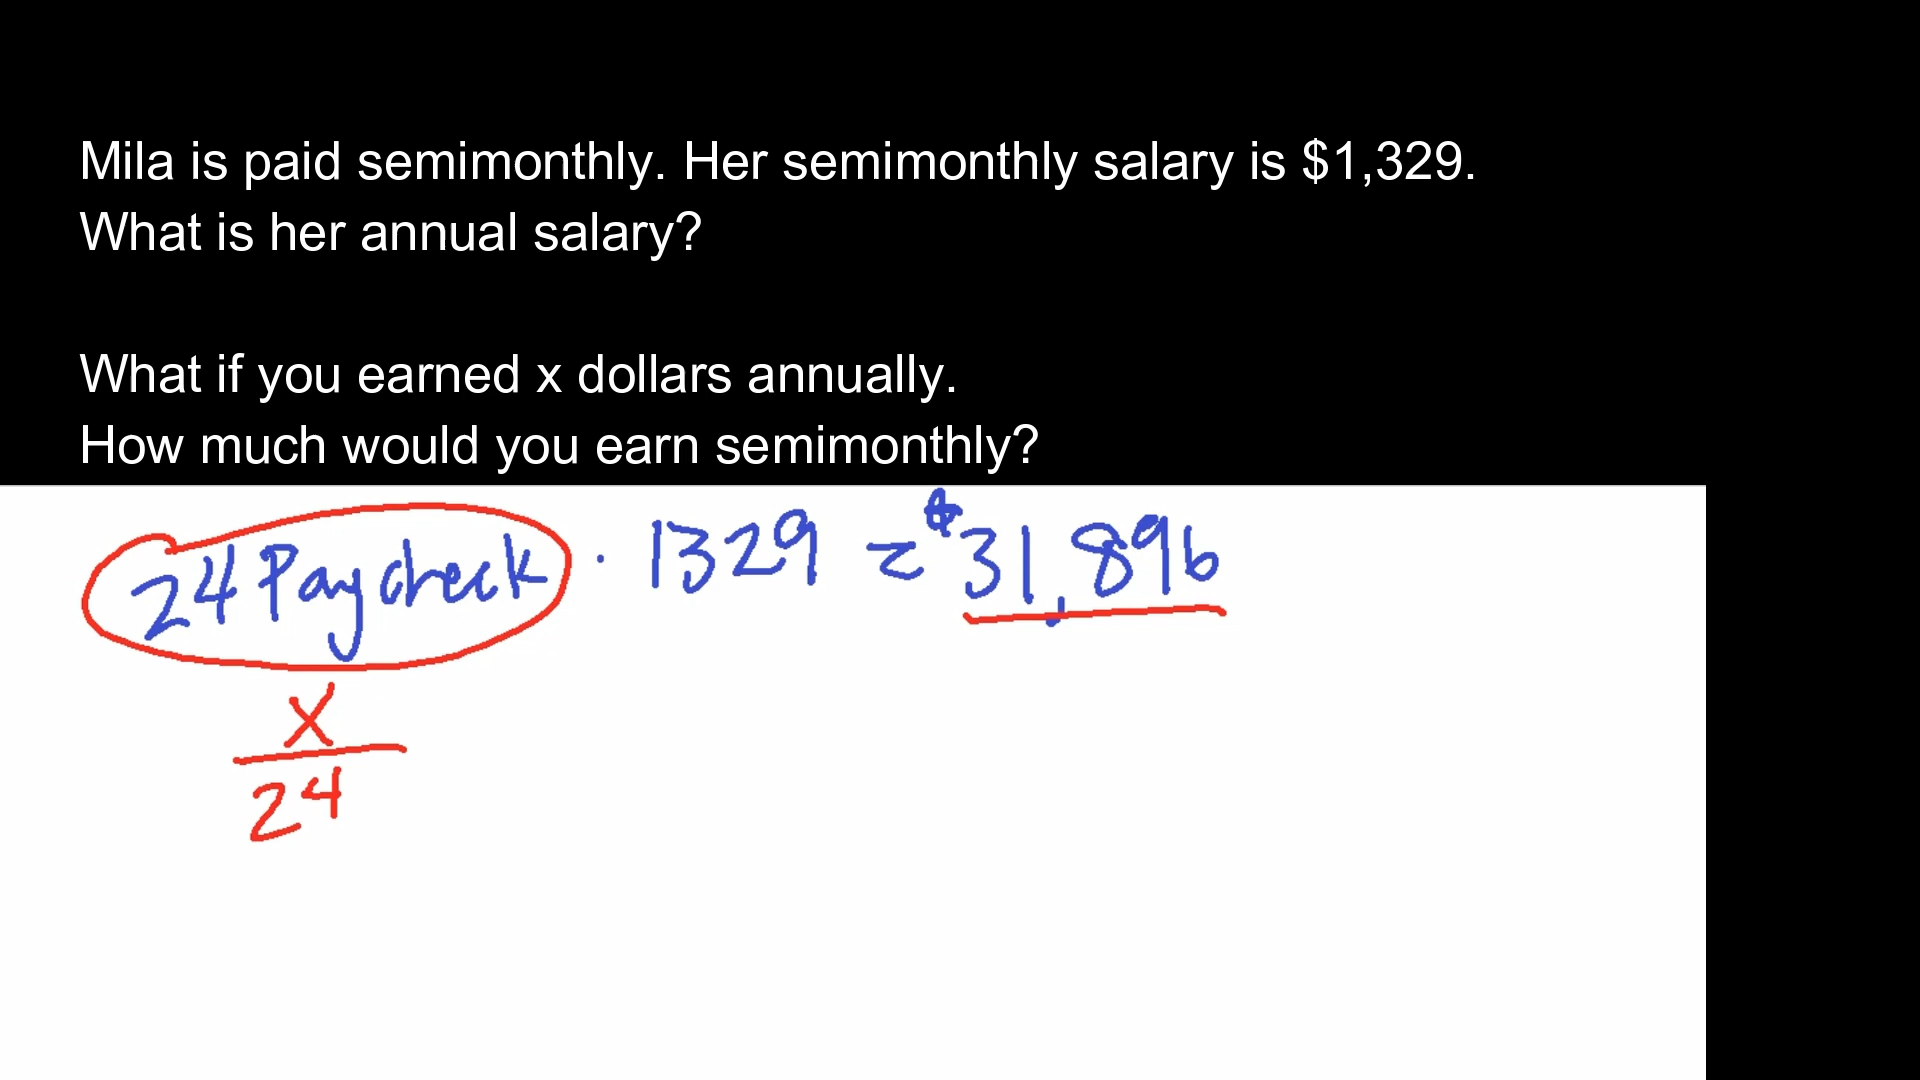 Mila is paid semimonthly. Her semimonthly salary is $1,329.
What is her annual salary?
What if you earned x dollars annually.
How much would you earn semimonthly?
24 Paycheck · 1329 = $31,896
x
24